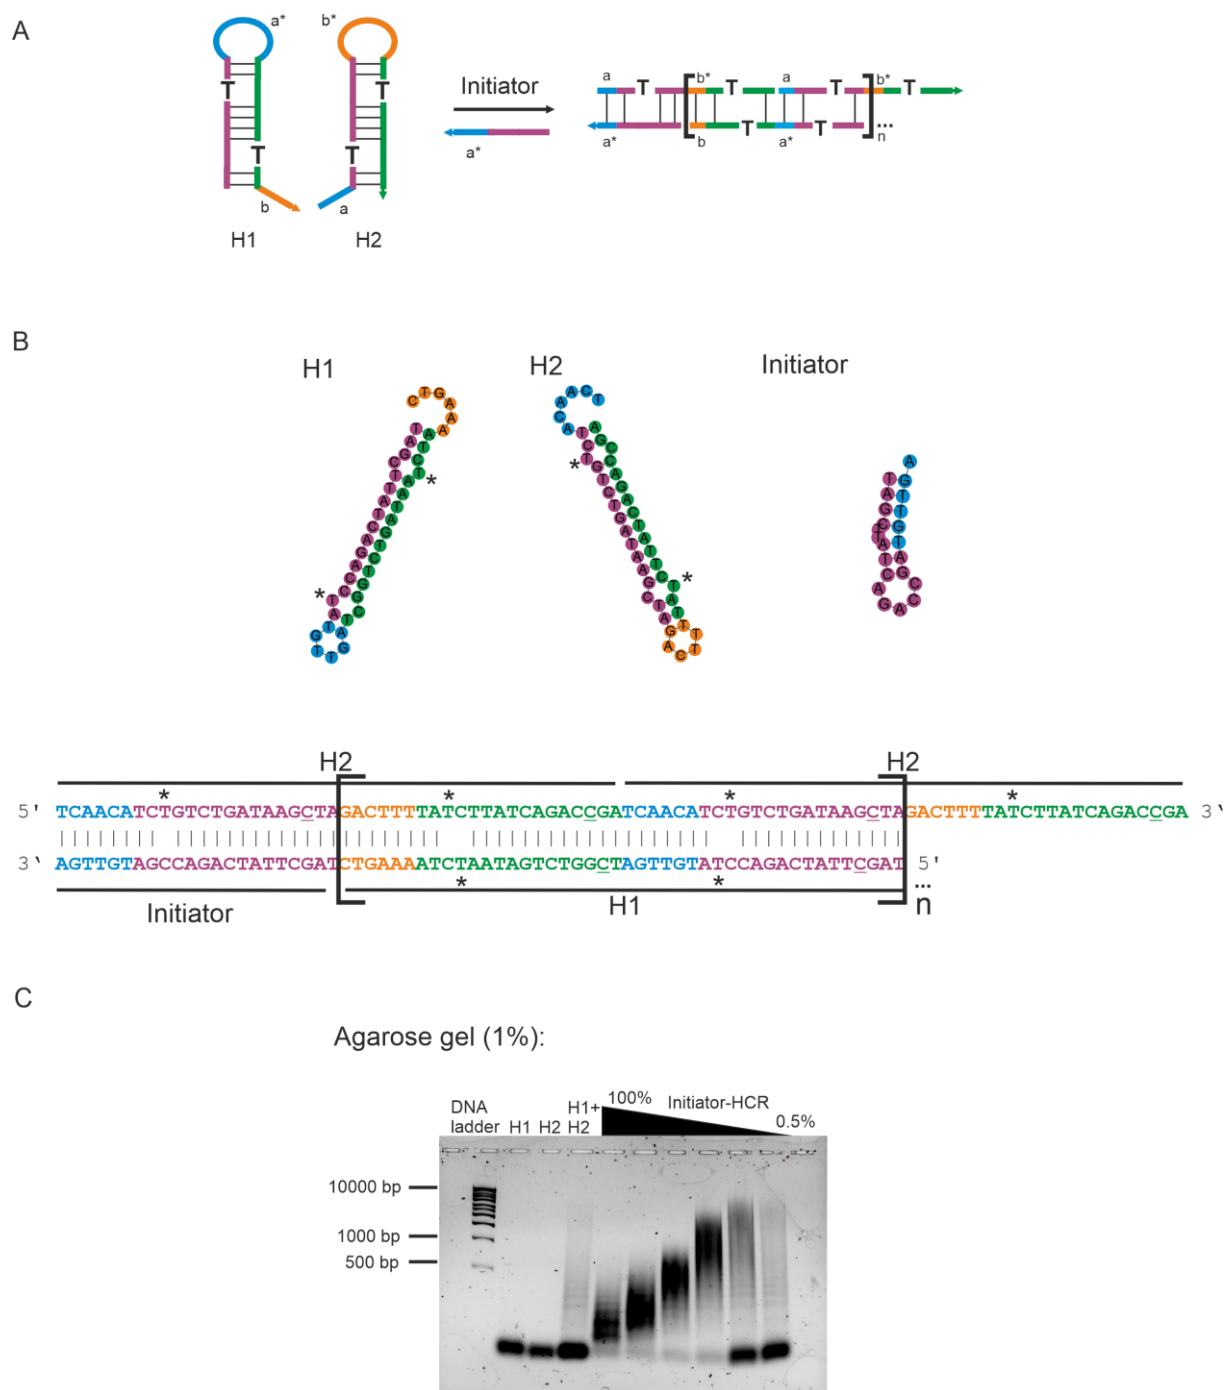 A
a* b*
T T
T T
b a
H1 H2
Initiator
a*
a T b* T a T b* T
a* b T a* T ...
n
B
H1 H2 Initiator
* * * *
H2 H2
* * * *
5' TCAACATCTGTCTGATAAGCTAGACTTTTATCTTATCAGACCGATCAACATCTGTCTGATAAGCTAGACTTTTATCTTATCAGACCGA 3'
3' AGTTGTAGCCAGACTATTCGATCTGAAAATCTAATAGTCTGGCTAGTTGTATCCAGACTATTCGAT 5'
* * ...
Initiator H1 n
C
Agarose gel (1%):
DNA ladder H1 H2 H1+ H2 100% Initiator-HCR 0.5%
10000 bp
1000 bp
500 bp